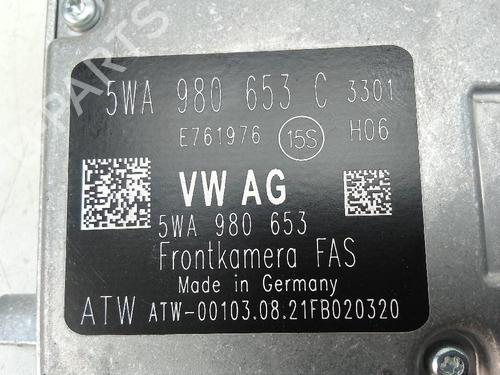 5WA 980 653 C 3301
E761976 15S H06
VW AG
5WA 980 653
Frontkamera FAS
Made in Germany
ATW ATW-00103.08.21FB020320